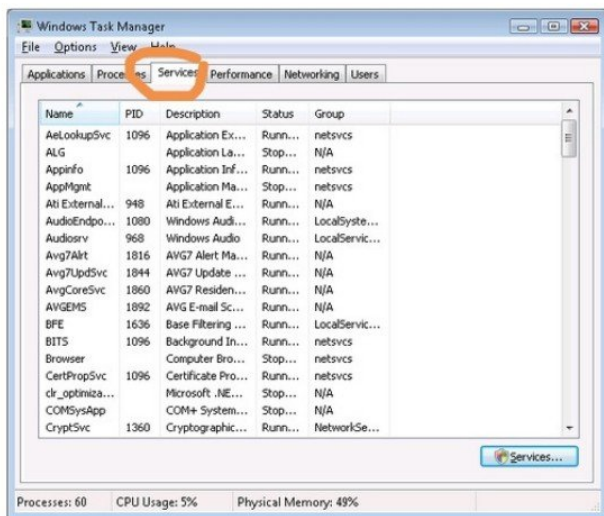 Windows Task Manager
File Options View Help
Applications Processes Services Performance Networking Users
Name PID Description Status Group
AeLookupSvc 1096 Application Ex... Runn... netsvcs
ALG Application La... Stop... N/A
Appinfo 1096 Application Inf... Runn... netsvcs
AppMgmt Application Ma... Stop... netsvcs
Ati External... 948 Ati External E... Runn... N/A
AudioEndpo... 1080 Windows Audi... Runn... LocalSyste...
Audiosrv 968 Windows Audio Runn... LocalServic...
Avg7Alrt 1816 AVG7 Alert Ma... Runn... N/A
Avg7UpdSvc 1844 AVG7 Update ... Runn... N/A
AvgCoreSvc 1860 AVG7 Residen... Runn... N/A
AVGEMS 1892 AVG E-mail Sc... Runn... N/A
BFE 1636 Base Filtering ... Runn... LocalServic...
BITS 1096 Background In... Runn... netsvcs
Browser Computer Bro... Stop... netsvcs
CertPropSvc 1096 Certificate Pro... Runn... netsvcs
clr_optimiza... Microsoft .NE... Stop... N/A
COMSysApp COM+ System... Stop... N/A
CryptSvc 1360 Cryptographic... Runn... NetworkSe...
Services...
Processes: 60 CPU Usage: 5% Physical Memory: 49%